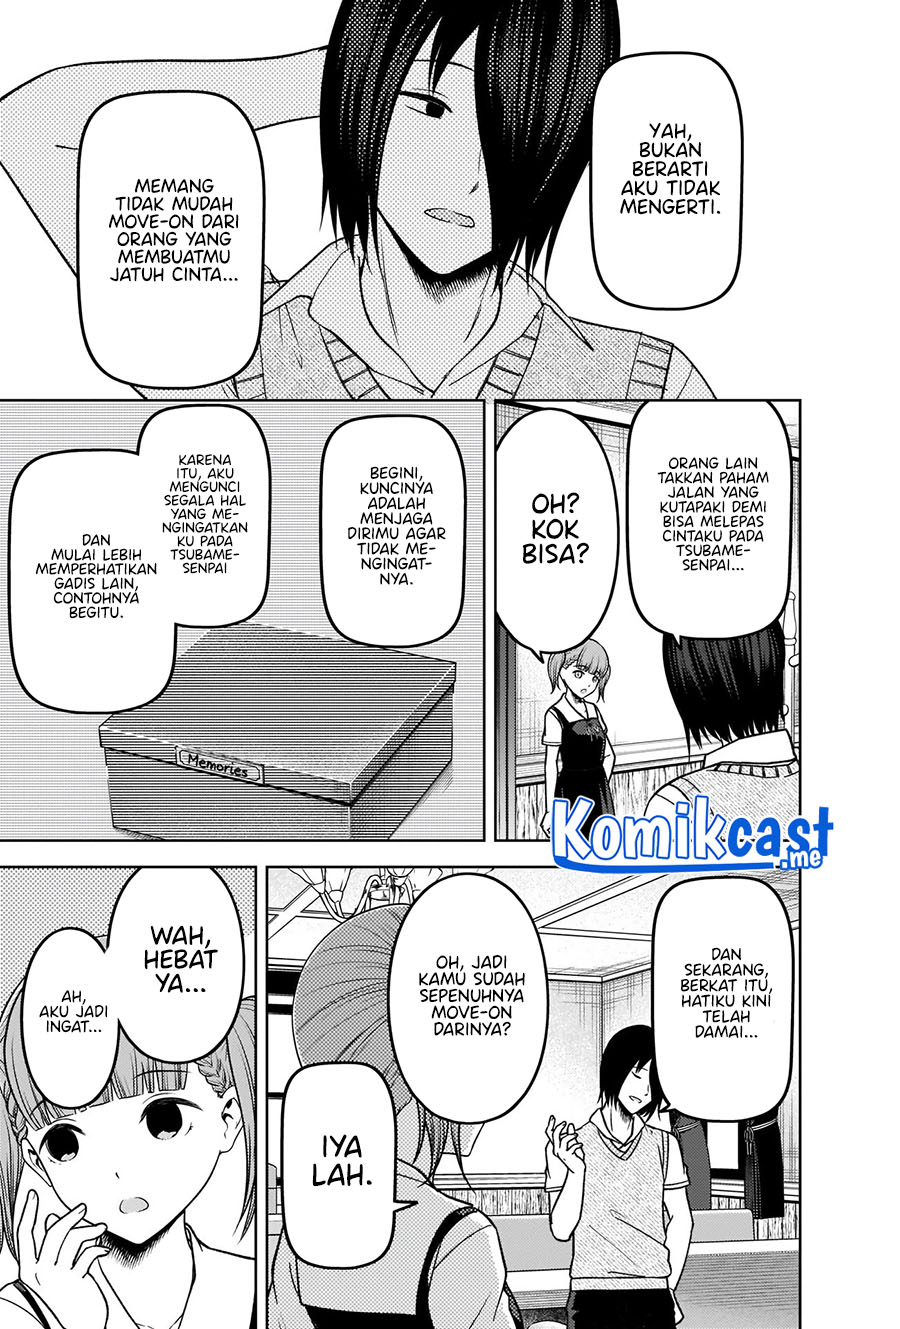 YAH,
BUKAN
BERARTI
AKU TIDAK
MENGERTI.
MEMANG
TIDAK MUDAH
MOVE-ON DARI
ORANG YANG
MEMBUATMU
JATUH CINTA...
ORANG LAIN
TAKKAN PAHAM
JALAN YANG
KUTAPAKI DEMI
BISA MELEPAS
CINTAKU PADA
TSUBAME-
SENPAI...
OH?
KOK
BISA?
BEGINI,
KUNCINYA
ADALAH
MENJAGA
DIRIMU AGAR
TIDAK ME-
NGINGAT-
NYA.
KARENA
ITU, AKU
MENGUNCI
SEGALA HAL
YANG ME-
NGINGATKAN
KU PADA
TSUBAME-
SENPAI
DAN
MULAI LEBIH
MEMPERHATIKAN
GADIS LAIN,
CONTOHNYA
BEGITU.
Memories
Komikcast
.me
DAN
SEKARANG,
BERKAT ITU,
HATIKU KINI
TELAH
DAMAI...
OH, JADI
KAMU SUDAH
SEPENUHNYA
MOVE-ON
DARINYA?
IYA
LAH.
WAH,
HEBAT
YA...
AH,
AKU JADI
INGAT...